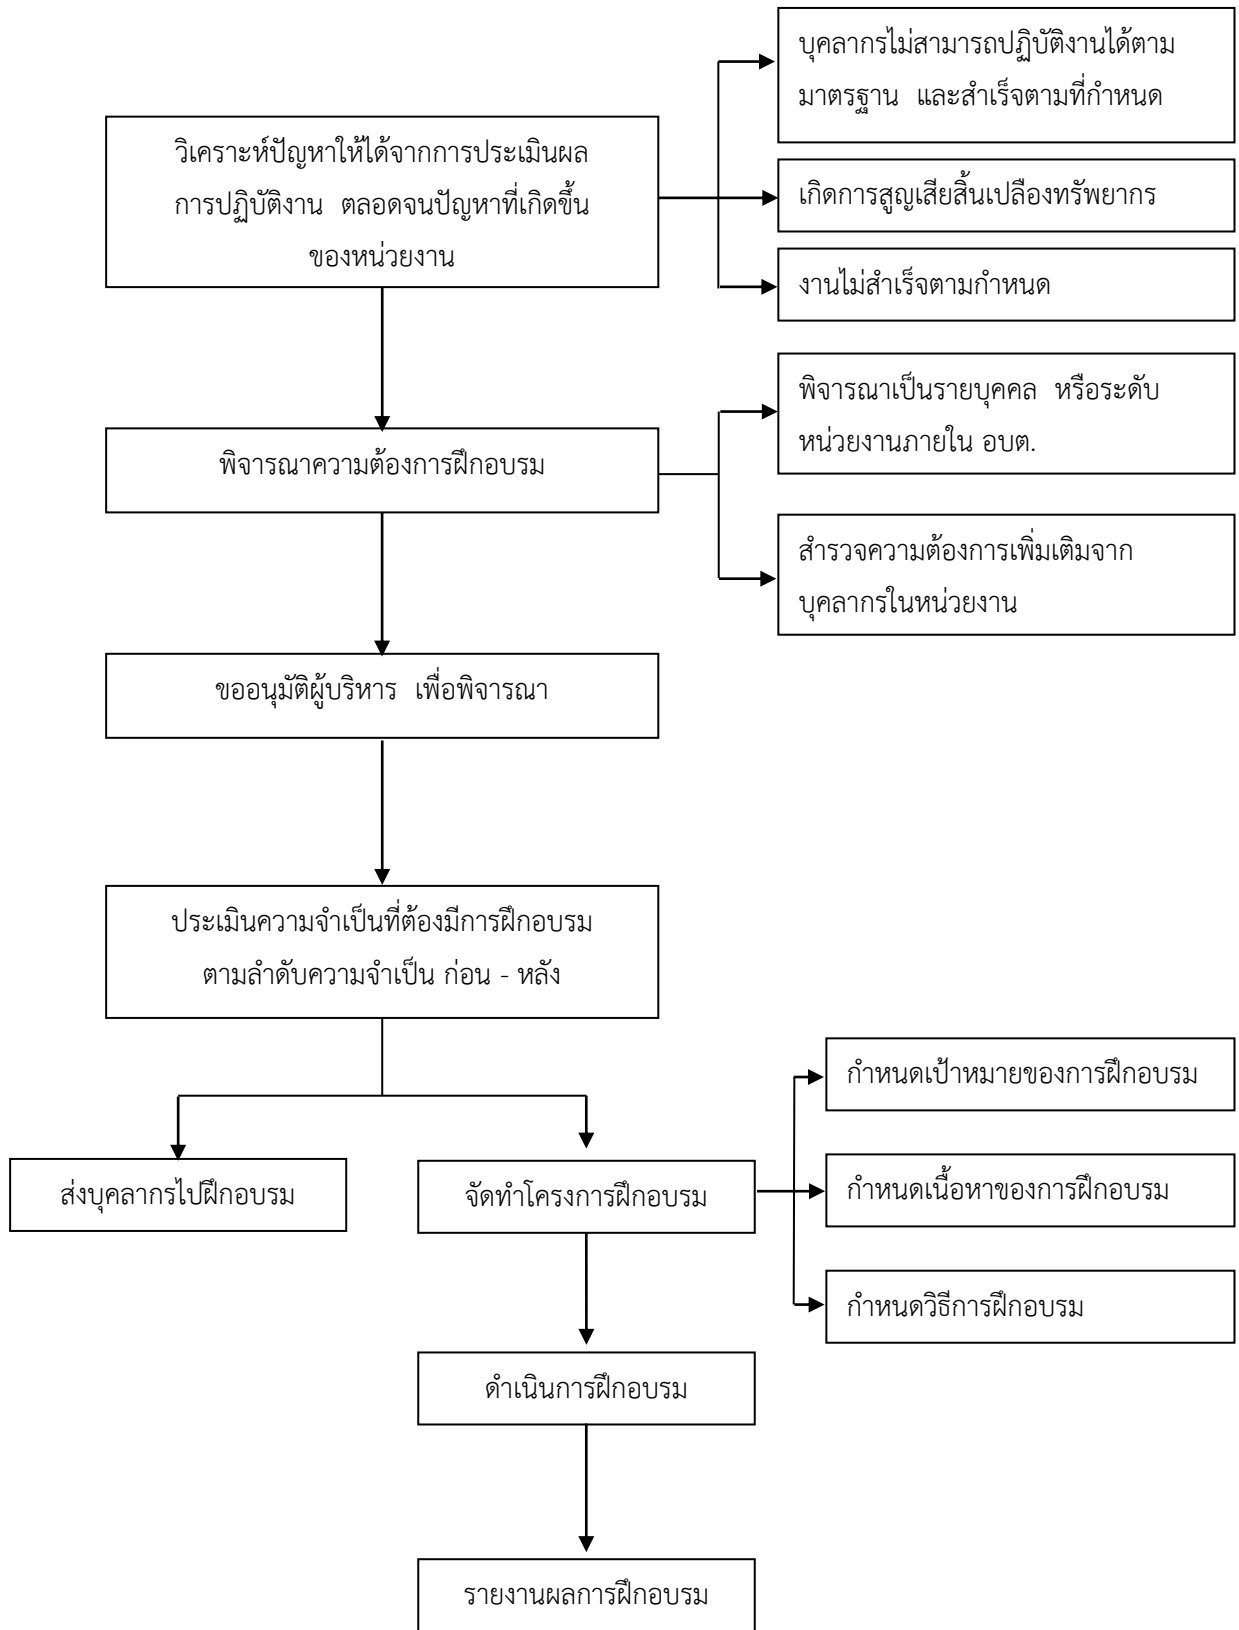 บุคลากรไม่สามารถปฏิบัติงานได้ตาม
มาตรฐาน และสำเร็จตามที่กำหนด
วิเคราะห์ปัญหาให้ได้จากการประเมินผล
การปฏิบัติงาน ตลอดจนปัญหาที่เกิดขึ้น
ของหน่วยงาน
เกิดการสูญเสียสิ้นเปลืองทรัพยากร
งานไม่สำเร็จตามกำหนด
พิจารณาความต้องการฝึกอบรม
พิจารณาเป็นรายบุคคล หรือระดับ
หน่วยงานภายใน อบต.
สำรวจความต้องการเพิ่มเติมจาก
บุคลากรในหน่วยงาน
ขออนุมัติผู้บริหาร เพื่อพิจารณา
ประเมินความจำเป็นที่ต้องมีการฝึกอบรม
ตามลำดับความจำเป็น ก่อน - หลัง
ส่งบุคลากรไปฝึกอบรม
จัดทำโครงการฝึกอบรม
กำหนดเป้าหมายของการฝึกอบรม
กำหนดเนื้อหาของการฝึกอบรม
กำหนดวิธีการฝึกอบรม
ดำเนินการฝึกอบรม
รายงานผลการฝึกอบรม